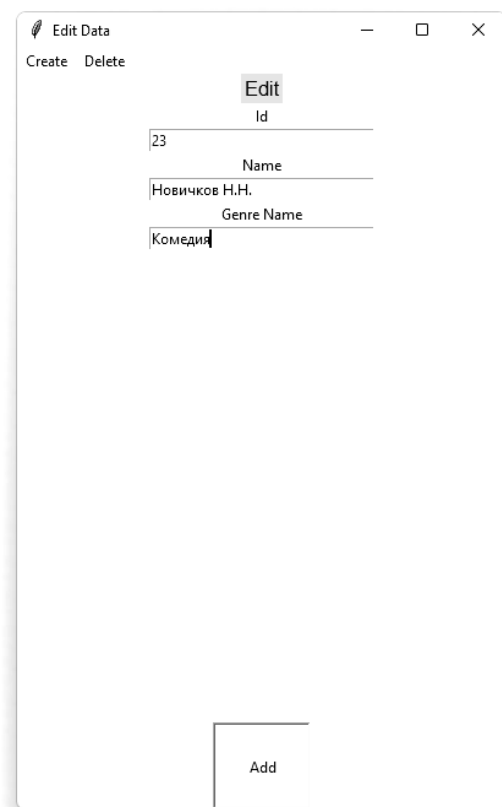 Edit Data
Create Delete
Edit
Id
23
Name
Новичков Н.Н.
Genre Name
Комедия
Add